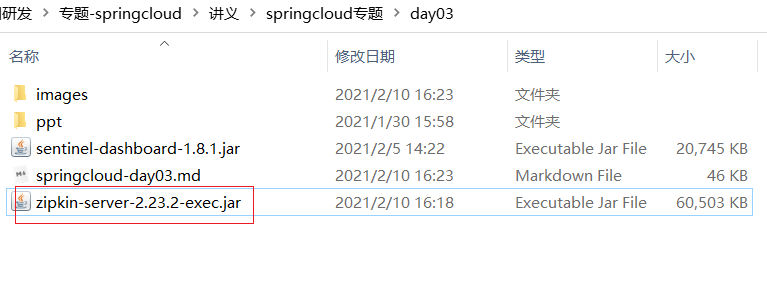 研发 > 专题-springcloud > 讲义 > springcloud专题 > day03
名称 修改日期 类型 大小
images 2021/2/10 16:23 文件夹
ppt 2021/1/30 15:58 文件夹
sentinel-dashboard-1.8.1.jar 2021/2/5 14:22 Executable Jar File 20,745 KB
springcloud-day03.md 2021/2/10 16:23 Markdown File 46 KB
zipkin-server-2.23.2-exec.jar 2021/2/10 16:18 Executable Jar File 60,503 KB